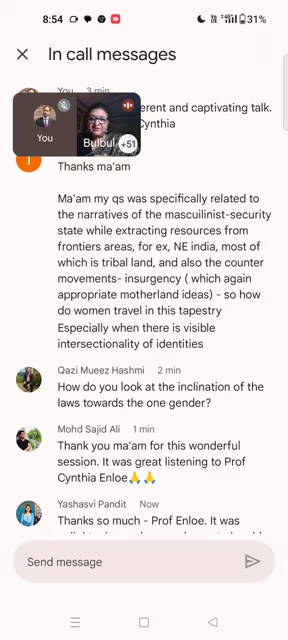 8:54
31%
In call messages
You 3 min
erent and captivating talk.
Cynthia
You
Bulbul +51
T
Thanks ma'am
Ma'am my qs was specifically related to
the narratives of the mascuilinist-security
state while extracting resources from
frontiers areas, for ex, NE india, most of
which is tribal land, and also the counter
movements- insurgency ( which again
appropriate motherland ideas) - so how
do women travel in this tapestry
Especially when there is visible
intersectionality of identities
Qazi Mueez Hashmi 2 min
How do you look at the inclination of the
laws towards the one gender?
Mohd Sajid Ali 1 min
Thank you ma'am for this wonderful
session. It was great listening to Prof
Cynthia Enloe🙏🙏
Yashasvi Pandit Now
Thanks so much - Prof Enloe. It was
Send message